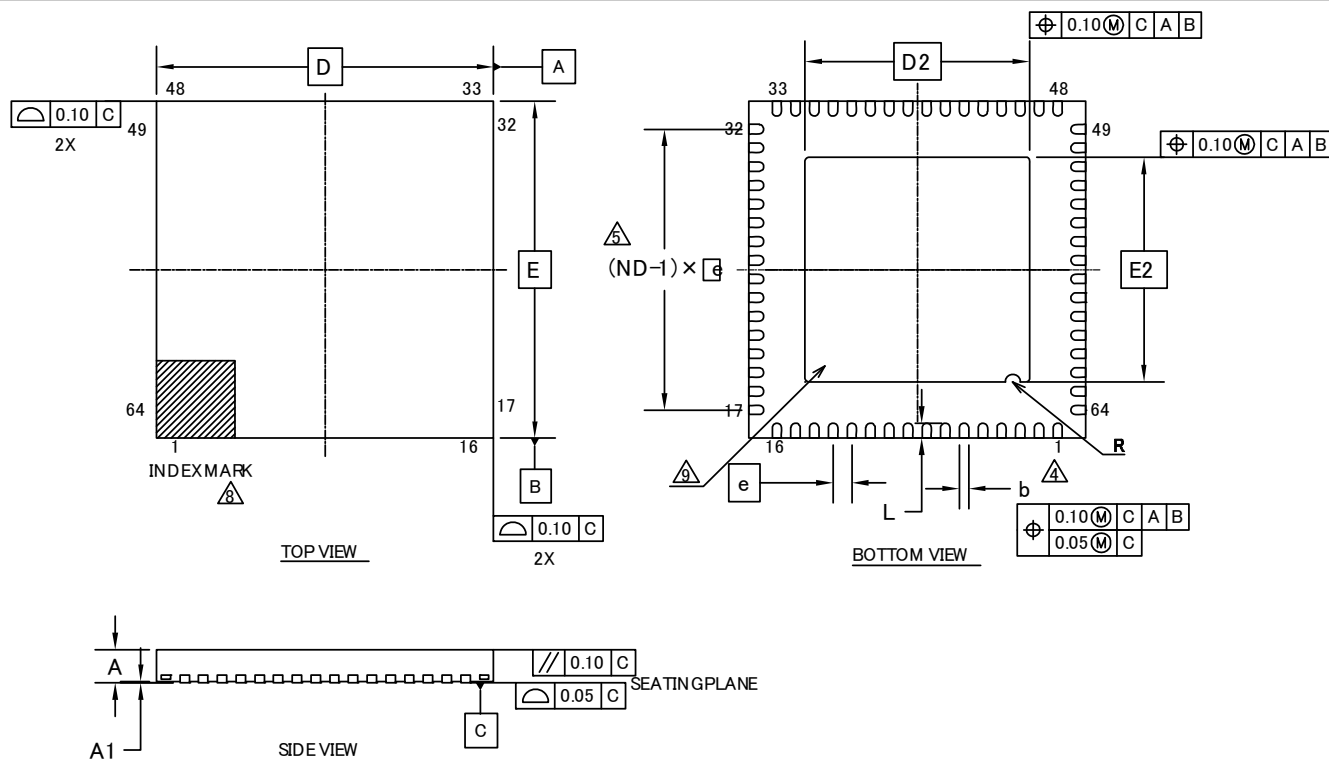 ⌖ 0.10 Ⓜ C A B
D
A
D2
48 33
33 48
⌓ 0.10 C
2X
49
32
32
49
⌖ 0.10 Ⓜ C A B
5
(ND-1)× e
E
E2
64
17
17
64
1 16
16 1
R
INDEXMARK
8
B
9
e
4
L
b
⌖ 0.10 Ⓜ C A B
0.05 Ⓜ C
⌓ 0.10 C
2X
TOP VIEW
BOTTOM VIEW
A
// 0.10 C
SEATINGPLANE
⌓ 0.05 C
C
A1
SIDE VIEW